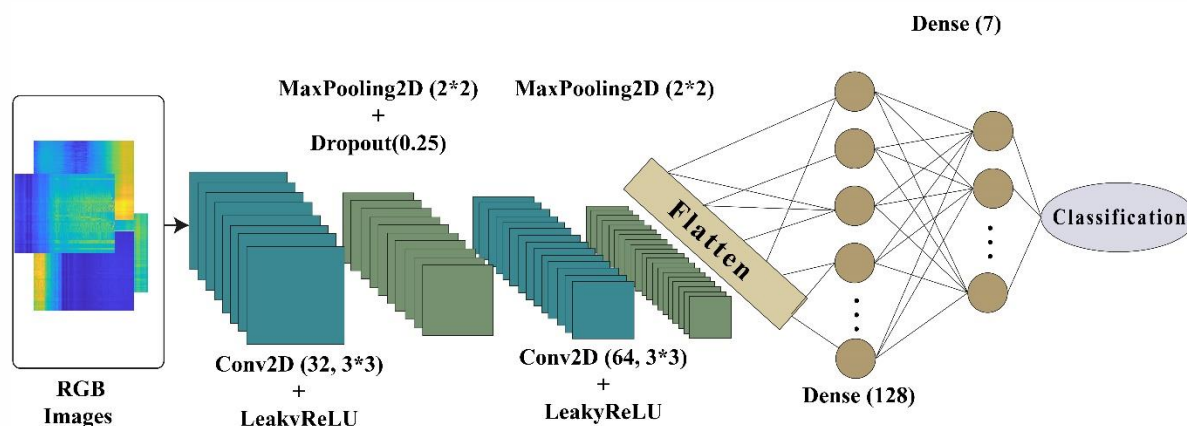 Dense (7)
MaxPooling2D (2*2)
+
Dropout(0.25)
MaxPooling2D (2*2)
Flatten
Classification
RGB
Images
Conv2D (32, 3*3)
+
LeakyReLU
Conv2D (64, 3*3)
+
LeakyReLU
Dense (128)